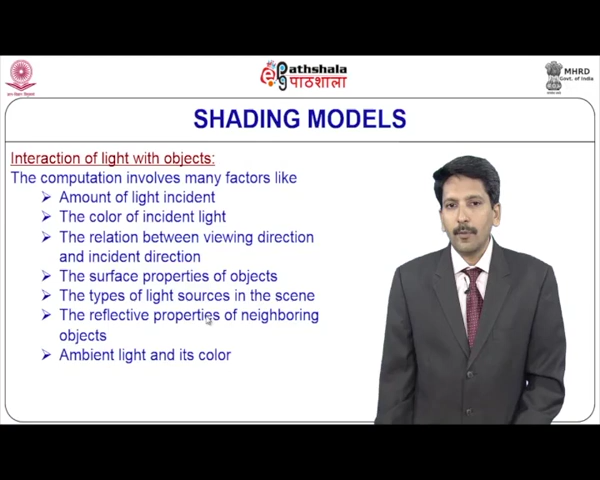 Pathshala
पाठशाला
MHRD
Govt. of India
SHADING MODELS
Interaction of light with objects:
The computation involves many factors like
Amount of light incident
The color of incident light
The relation between viewing direction
and incident direction
The surface properties of objects
The types of light sources in the scene
The reflective properties of neighboring
objects
Ambient light and its color